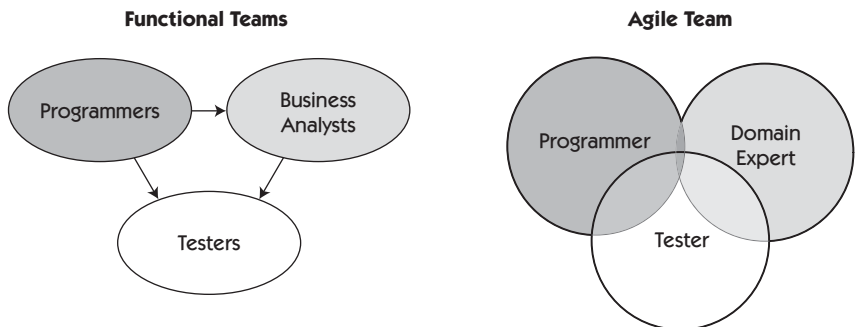 Functional Teams
Programmers
Business
Analysts
Testers
Agile Team
Programmer
Domain
Expert
Tester